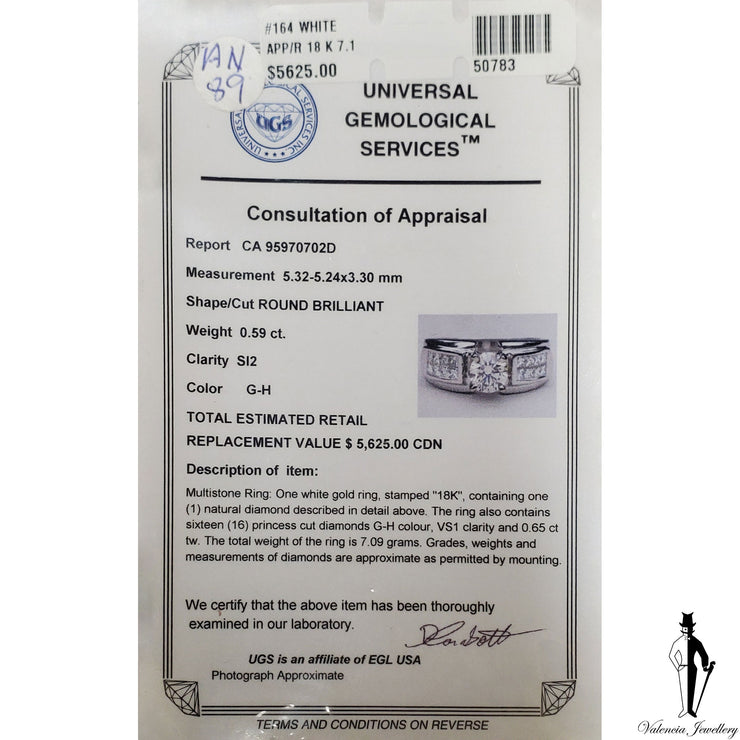 #164 WHITE
APP/R 18 K 7.1
$5625.00
50783
AN
89
UGS
UNIVERSAL
GEMOLOGICAL
SERVICES™
Consultation of Appraisal
Report CA 95970702D
Measurement 5.32-5.24x3.30 mm
Shape/Cut ROUND BRILLIANT
Weight 0.59 ct.
Clarity SI2
Color G-H
TOTAL ESTIMATED RETAIL
REPLACEMENT VALUE $ 5,625.00 CDN
Description of item:
Multistone Ring: One white gold ring, stamped "18K", containing one
(1) natural diamond described in detail above. The ring also contains
sixteen (16) princess cut diamonds G-H colour, VS1 clarity and 0.65 ct
tw. The total weight of the ring is 7.09 grams. Grades, weights and
measurements of diamonds are approximate as permitted by mounting.
We certify that the above item has been thoroughly
examined in our laboratory.
UGS is an affiliate of EGL USA
Photograph Approximate
TERMS AND CONDITIONS ON REVERSE
Valencia Jewellery